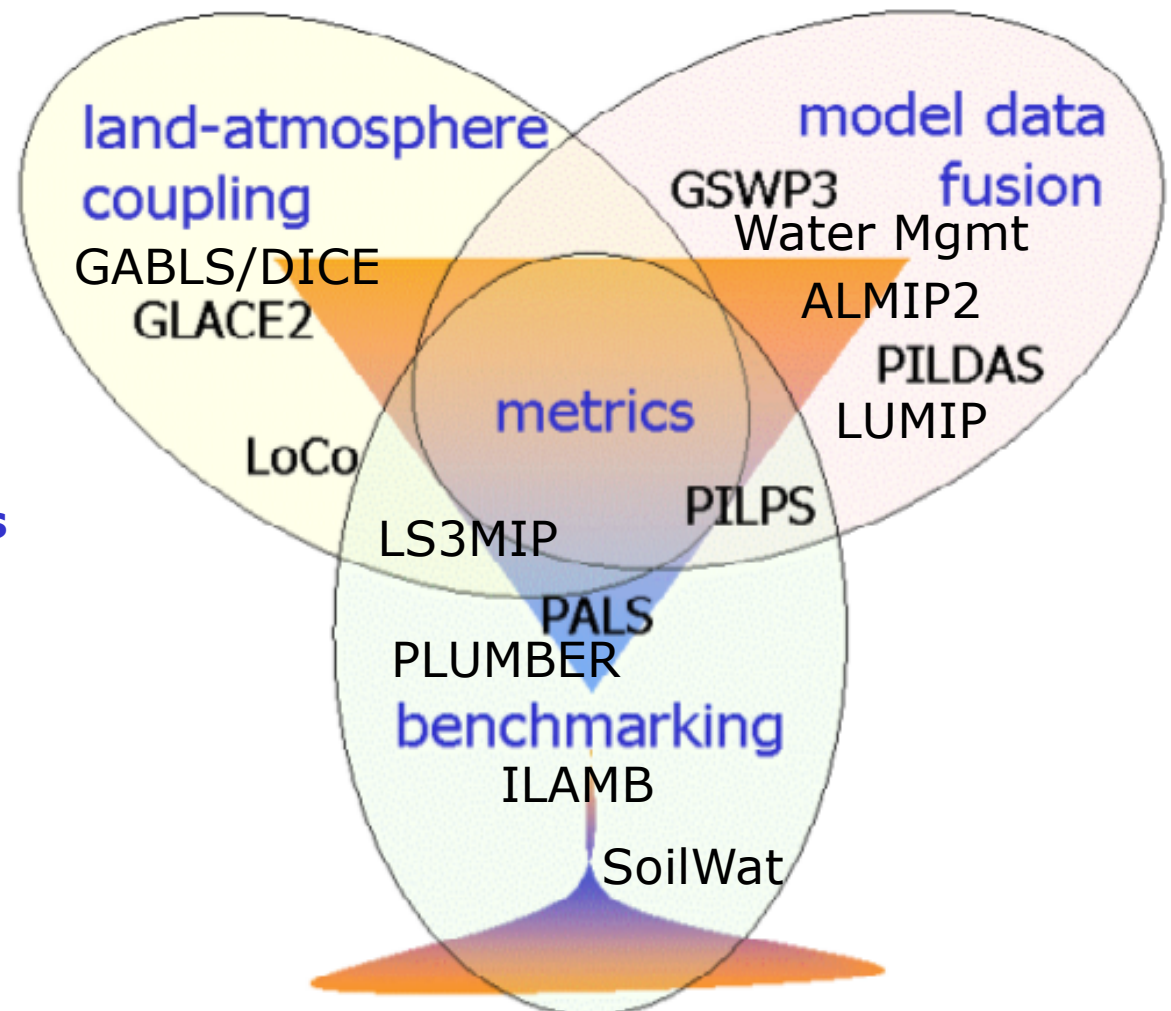 land-atmosphere
coupling
GABLS/DICE
GLACE2
LoCo
model data
fusion
GSWP3
Water Mgmt
ALMIP2
PILDAS
LUMIP
metrics
PILPS
LS3MIP
s
PALS
PLUMBER
benchmarking
ILAMB
SoilWat